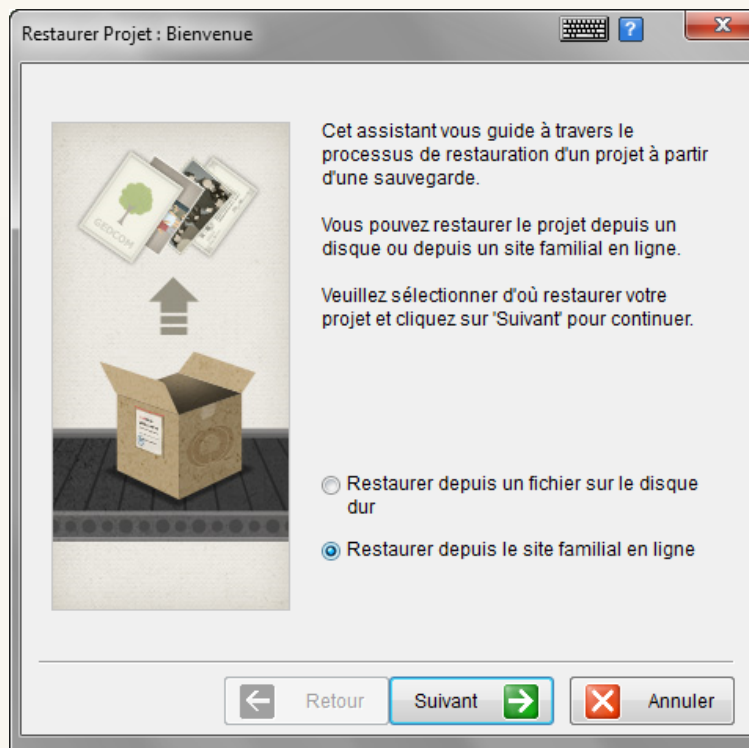 Restaurer Projet : Bienvenue
?
Cet assistant vous guide à travers le
processus de restauration d'un projet à partir
d'une sauvegarde.
Vous pouvez restaurer le projet depuis un
disque ou depuis un site familial en ligne.
Veuillez sélectionner d'où restaurer votre
projet et cliquez sur 'Suivant' pour continuer.
GEDCOM
Restaurer depuis un fichier sur le disque
dur
Restaurer depuis le site familial en ligne
Retour
Suivant
Annuler